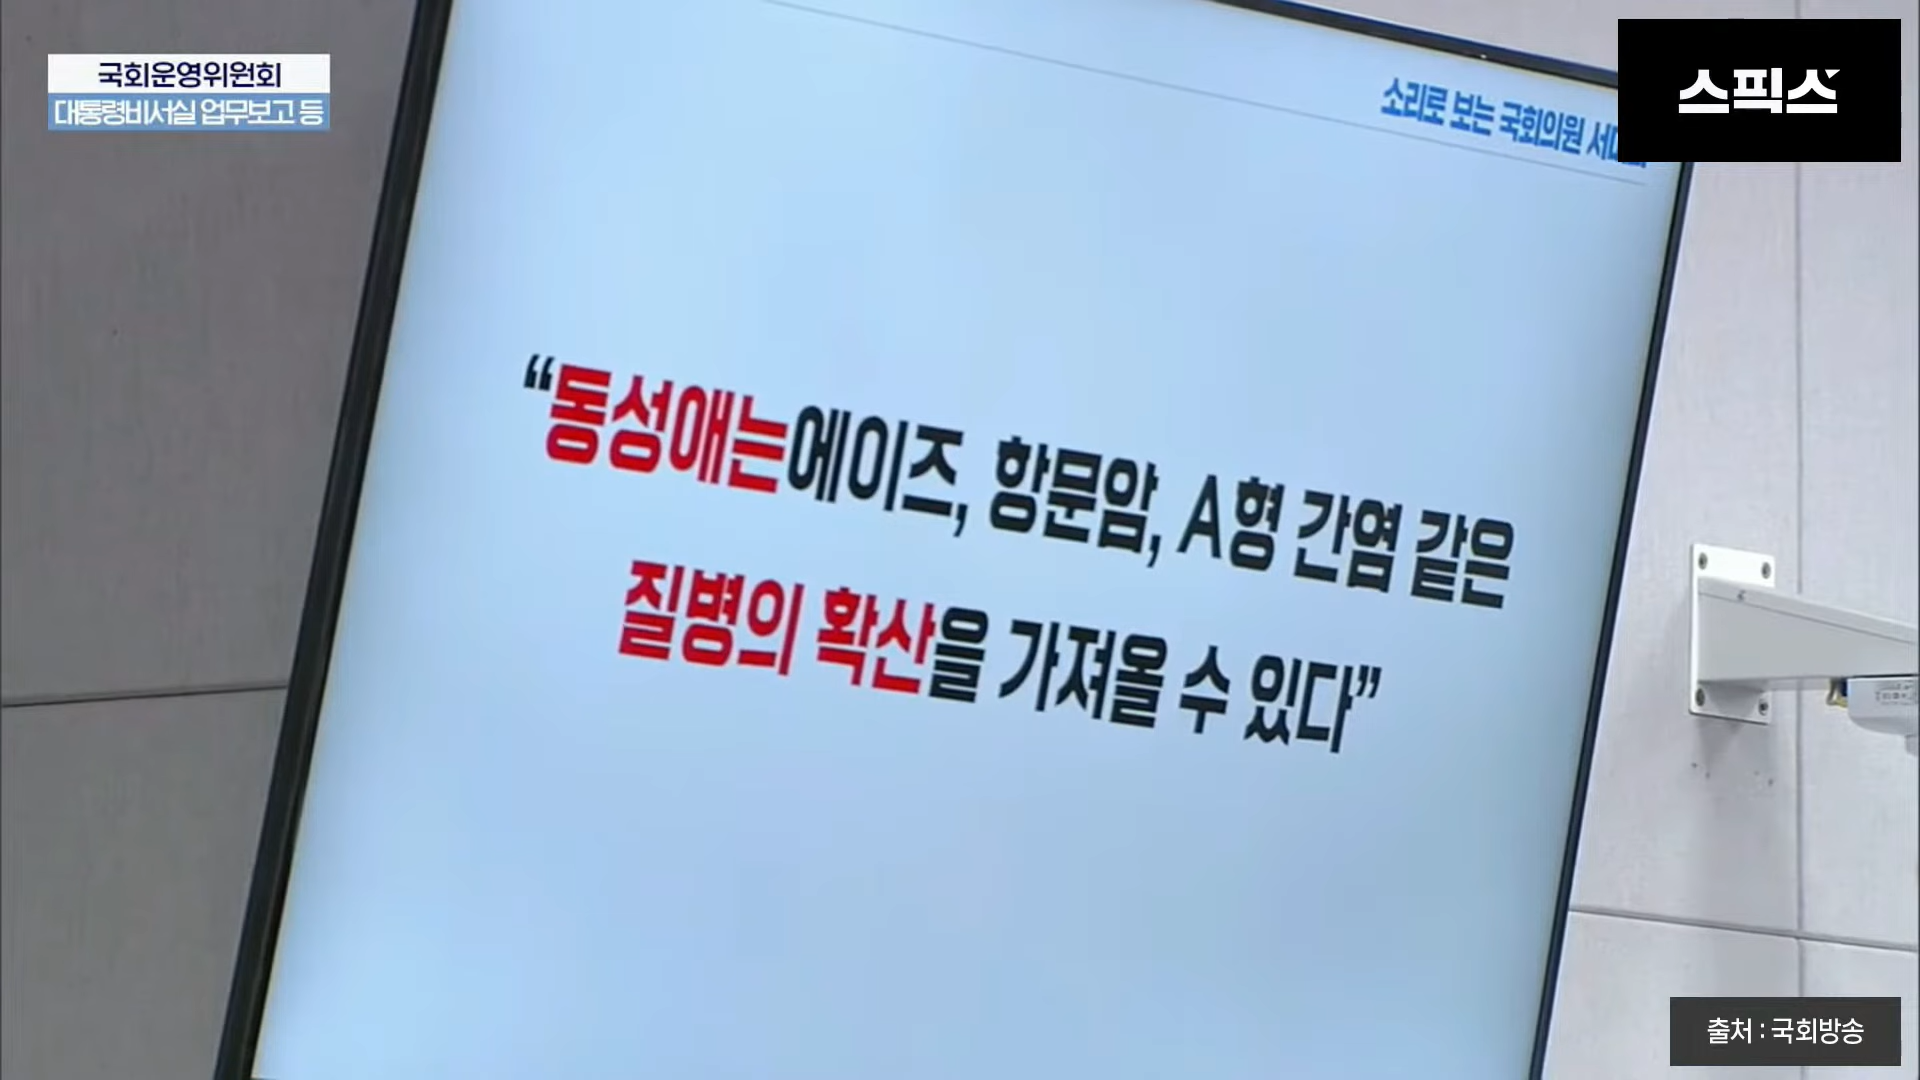 국회운영위원회
대통령비서실 업무보고 등
스픽스
소리로 보는 국회의원
“동성애는에이즈, 항문암, A형 간염 같은
질병의 확산을 가져올 수 있다”
출처 : 국회방송